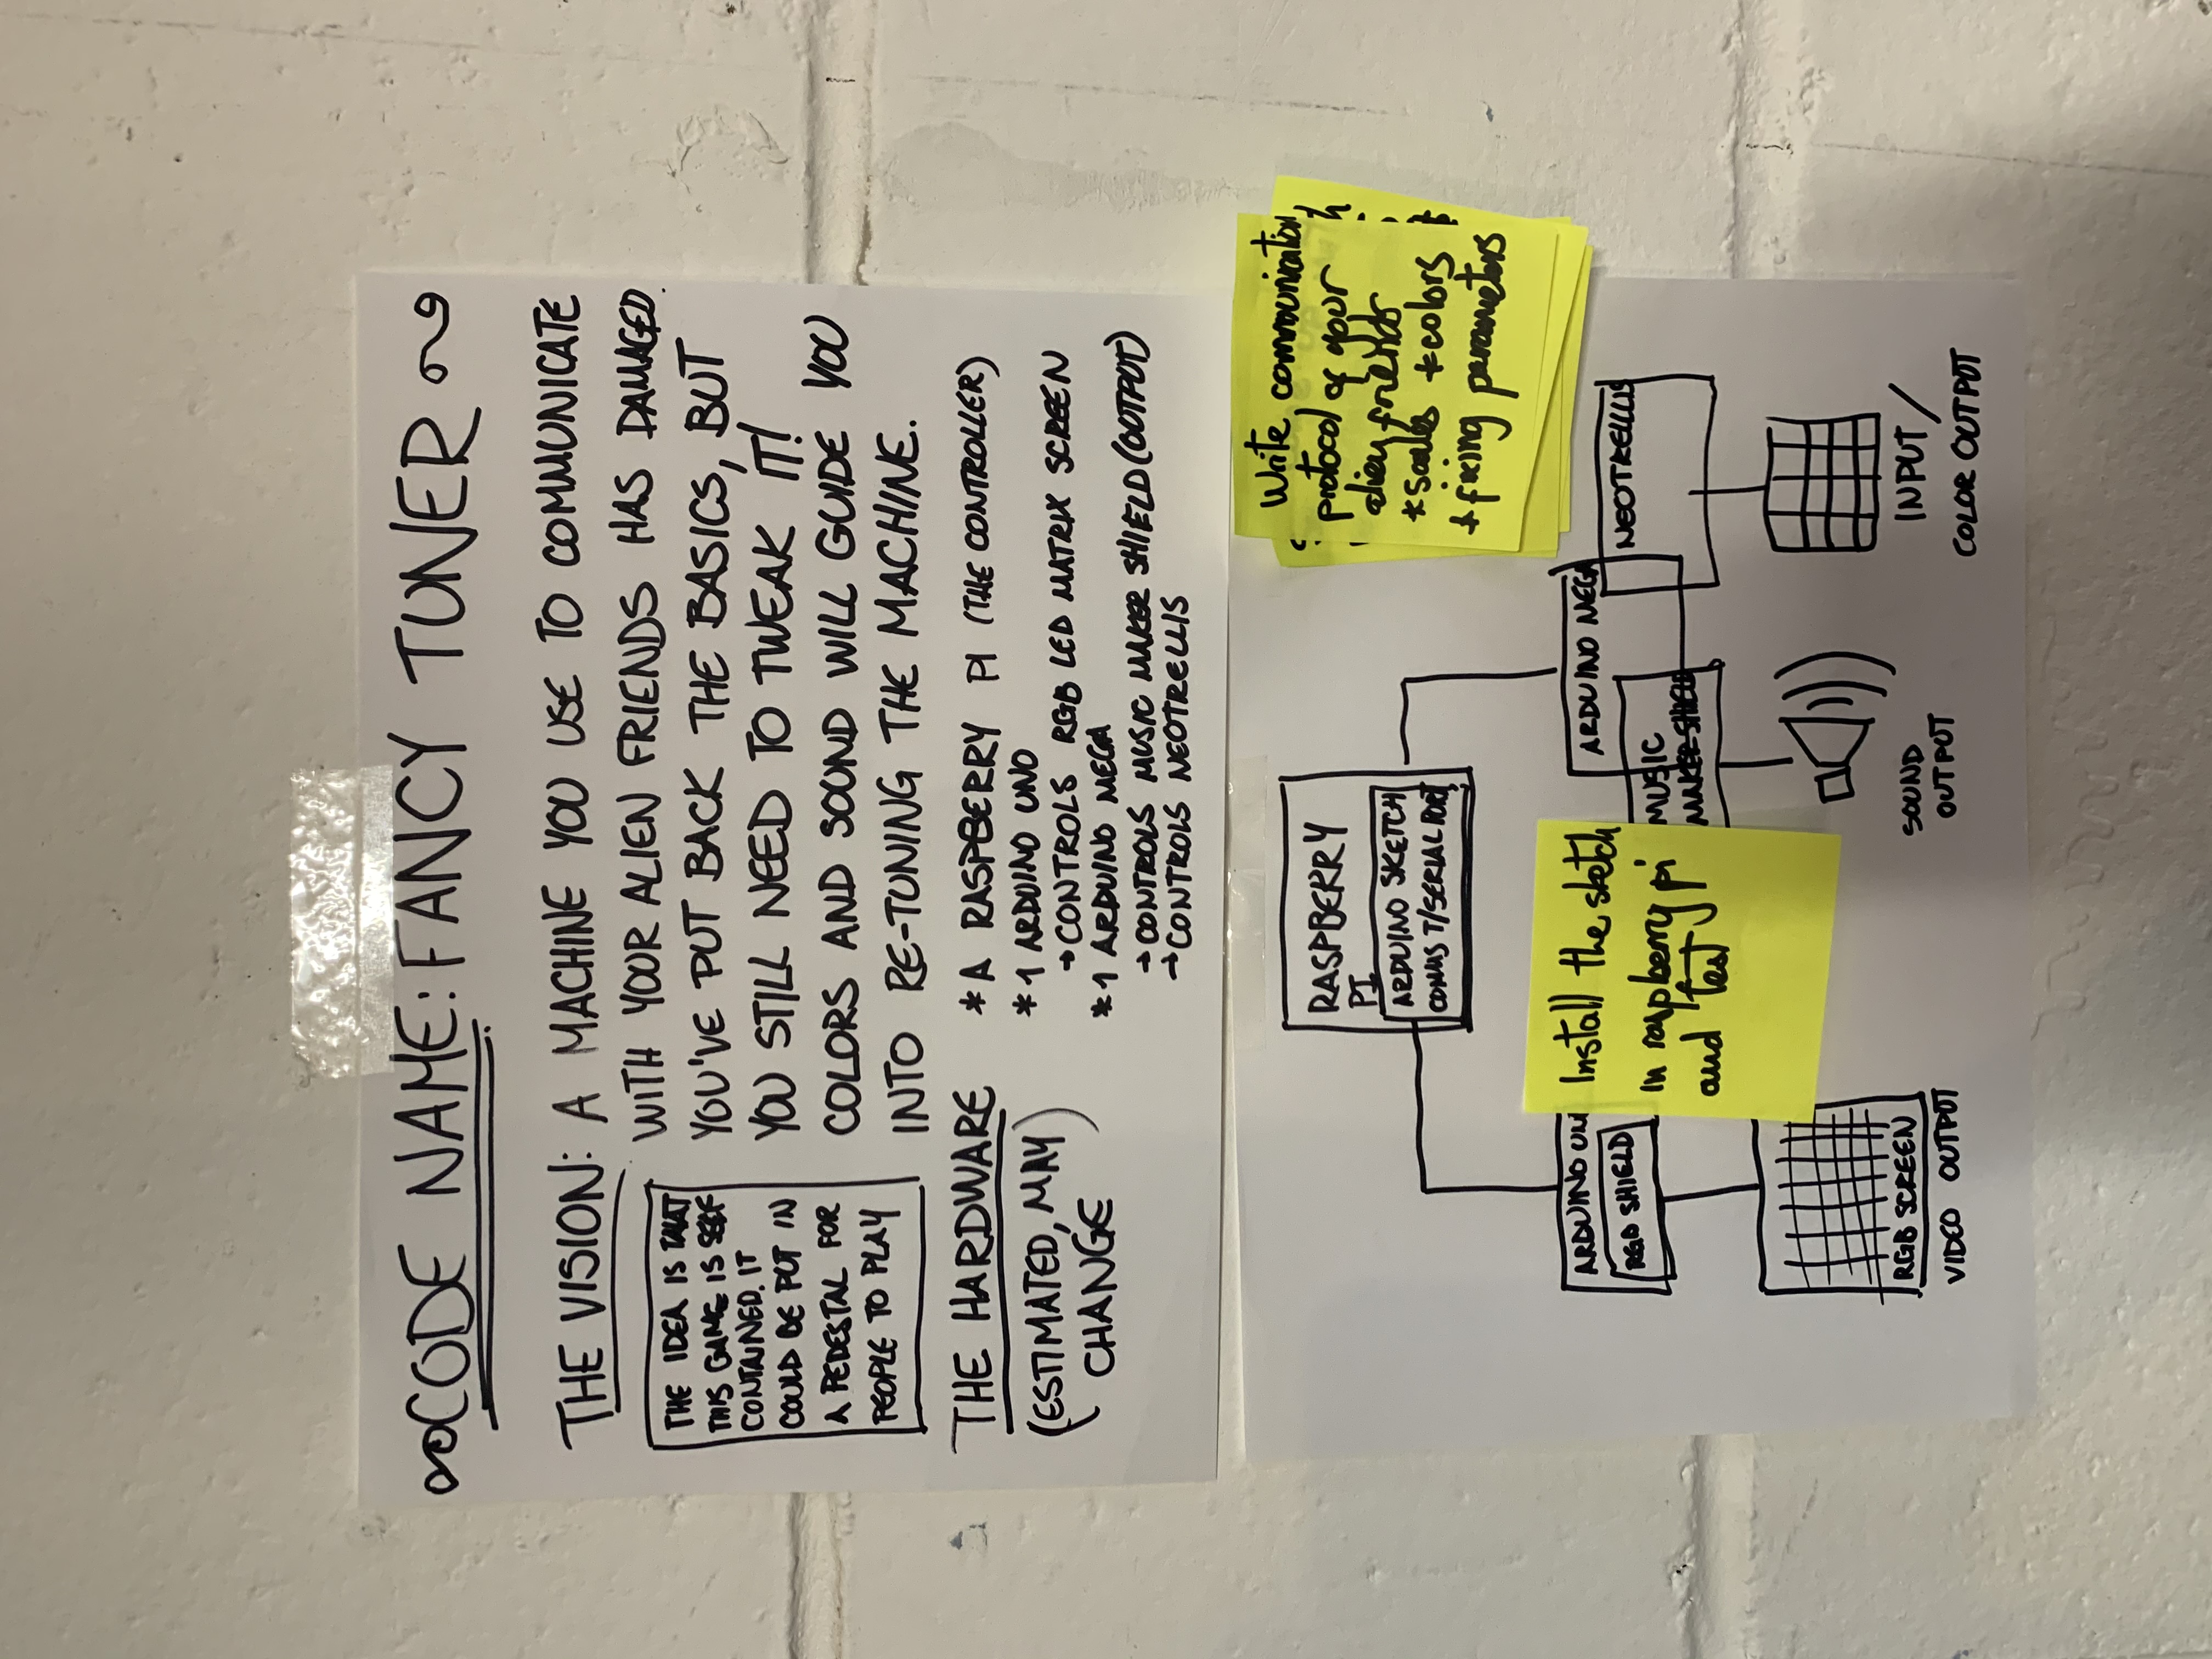 CODE NAME: FANCY TUNER
THE VISION: A MACHINE YOU USE TO COMMUNICATE
WITH YOUR ALIEN FRIENDS HAS DAMAGED.
YOU'VE PUT BACK THE BASICS, BUT
YOU STILL NEED TO TWEAK IT!
COLORS AND SOUND WILL GUIDE YOU
INTO RE-TUNING THE MACHINE.
THE IDEA IS THAT
THIS GAME IS SELF
CONTAINED. IT
COULD BE PUT IN
A PEDESTAL FOR
PEOPLE TO PLAY
THE HARDWARE
(ESTIMATED, MAY
CHANGE)
* A RASPBERRY PI (THE CONTROLLER)
* 1 ARDUINO UNO
→ CONTROLS RGB LED MATRIX SCREEN
* 1 ARDUINO MEGA
→ CONTROLS MUSIC MAKER SHIELD (OUTPUT)
→ CONTROLS NEOTRELLIS
Write communication
protocol of your
alien friends
*scales *colors
*fixing parameters
RASPBERRY
PI
ARDUINO SKETCH
COMMS T/SERIAL PORT
ARDUINO UN
RGB SHIELD
Install the sketch
in raspberry pi
and test
ARDUINO MEGA
MUSIC
MAKER SHIELD
NEOTRELLIS
RGB SCREEN
VIDEO OUTPUT
SOUND
OUTPUT
INPUT /
COLOR OUTPUT